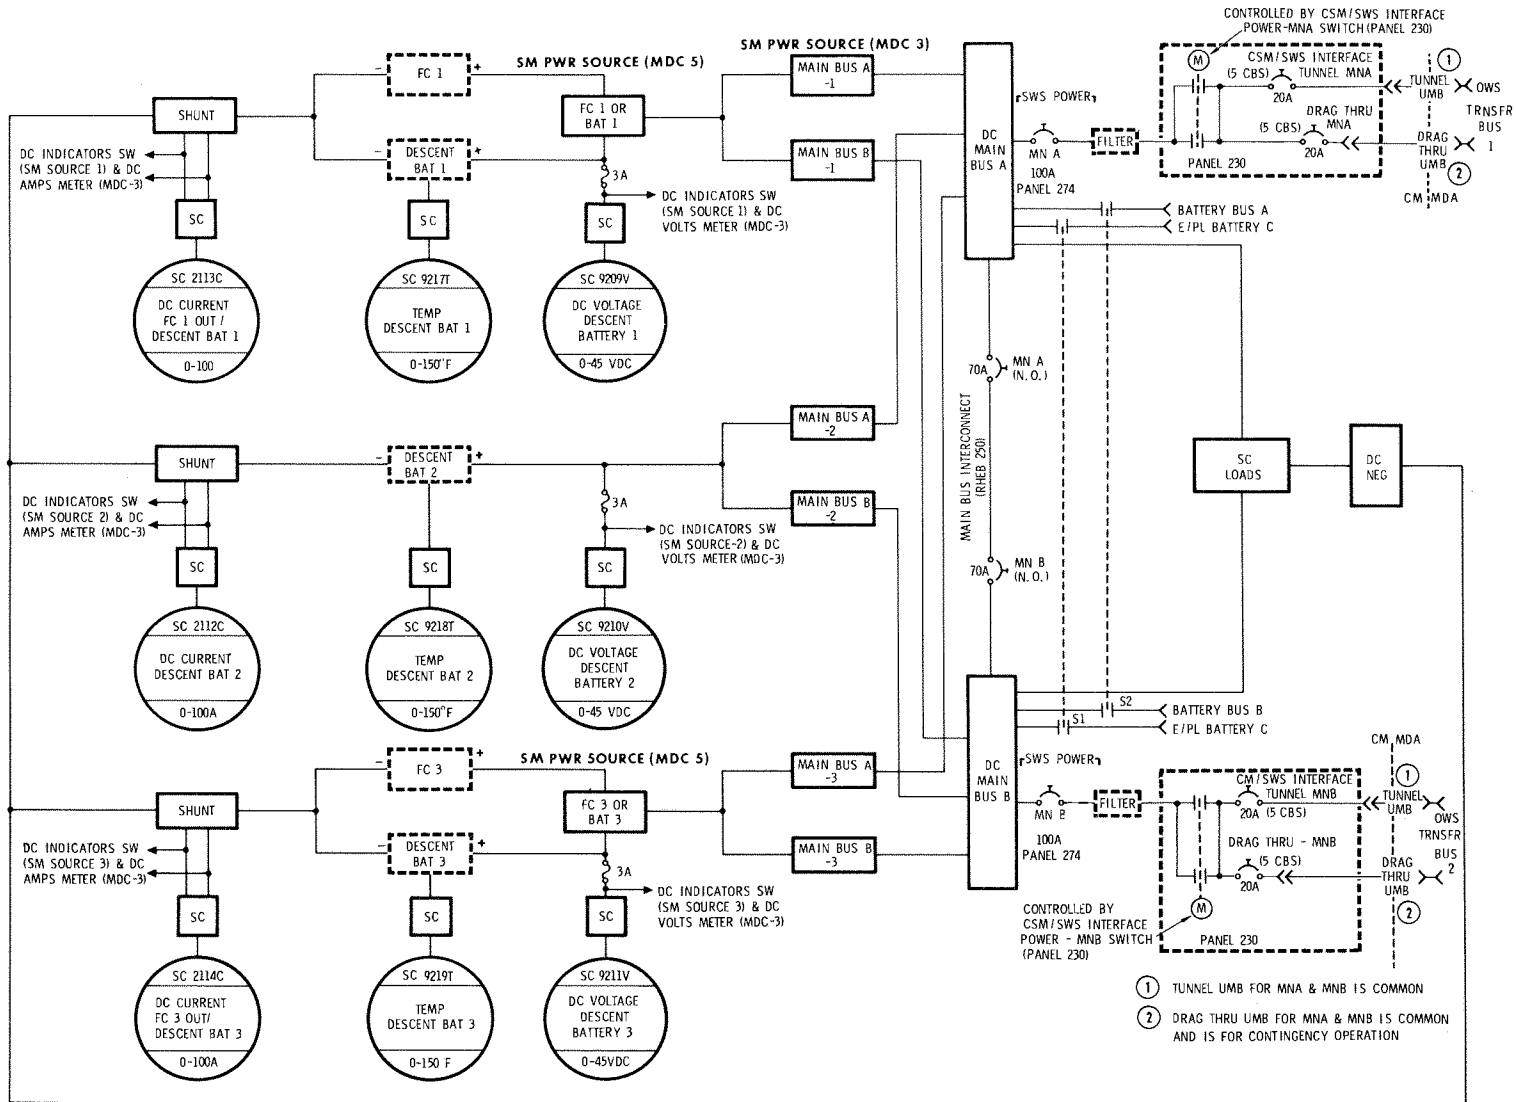 CONTROLLED BY CSM/SWS INTERFACE
POWER-MNA SWITCH (PANEL 230)
SM PWR SOURCE (MDC 3)
SM PWR SOURCE (MDC 5)
FC 1
-
+
SHUNT
FC 1 OR
BAT 1
DESCENT
BAT 1
-
+
MAIN BUS A
-1
MAIN BUS B
-1
DC INDICATORS SW
(SM SOURCE 1) & DC
AMPS METER (MDC-3)
3A
DC INDICATORS SW
(SM SOURCE 1) & DC
VOLTS METER (MDC-3)
SC
SC
SC
SC 2113C
DC CURRENT
FC 1 OUT/
DESCENT BAT 1
0-100
SC 9217T
TEMP
DESCENT BAT 1
0-150°F
SC 9209V
DC VOLTAGE
DESCENT
BATTERY 1
0-45 VDC
DC
MAIN
BUS A
SWS POWER
MN A
100A
PANEL 274
FILTER
M
CSM/SWS INTERFACE
(5 CBS) TUNNEL MNA
20A
DRAG THRU
MNA
(5 CBS)
20A
PANEL 230
1
TUNNEL
UMB
OWS
TRNSFR
BUS
1
DRAG
THRU
UMB
2
CM MDA
BATTERY BUS A
E/PL BATTERY C
MAIN BUS INTERCONNECT
(RHEB 250)
70A
MN A
(N.O.)
70A
MN B
(N.O.)
SC
LOADS
DC
NEG
SHUNT
-
DESCENT
BAT 2
+
MAIN BUS A
-2
MAIN BUS B
-2
DC INDICATORS SW
(SM SOURCE 2) & DC
AMPS METER (MDC-3)
3A
DC INDICATORS SW
(SM SOURCE-2) & DC
VOLTS METER (MDC-3)
SC
SC
SC
SC 2112C
DC CURRENT
DESCENT BAT 2
0-100A
SC 9218T
TEMP
DESCENT BAT 2
0-150°F
SC 9210V
DC VOLTAGE
DESCENT
BATTERY 2
0-45 VDC
S2
BATTERY BUS B
S1
E/PL BATTERY C
SM PWR SOURCE (MDC 5)
FC 3
-
+
SHUNT
FC 3 OR
BAT 3
DESCENT
BAT 3
-
+
MAIN BUS A
-3
MAIN BUS B
-3
DC INDICATORS SW
(SM SOURCE 3) & DC
AMPS METER (MDC-3)
3A
DC INDICATORS SW
(SM SOURCE 3) & DC
VOLTS METER (MDC-3)
SC
SC
SC
SC 2114C
DC CURRENT
FC 3 OUT/
DESCENT BAT 3
0-100A
SC 9219T
TEMP
DESCENT BAT 3
0-150 F
SC 9211V
DC VOLTAGE
DESCENT
BATTERY 3
0-45VDC
DC
MAIN
BUS B
SWS POWER
MN B
100A
PANEL 274
FILTER
CM/SWS INTERFACE
TUNNEL MNB
20A (5 CBS)
DRAG THRU - MNB
(5 CBS)
20A
M
PANEL 230
CONTROLLED BY
CSM/SWS INTERFACE
POWER - MNB SWITCH
(PANEL 230)
CM MDA
1
TUNNEL
UMB
OWS
TRNSFR
BUS
2
DRAG
THRU
UMB
2
1 TUNNEL UMB FOR MNA & MNB IS COMMON
2 DRAG THRU UMB FOR MNA & MNB IS COMMON
AND IS FOR CONTINGENCY OPERATION